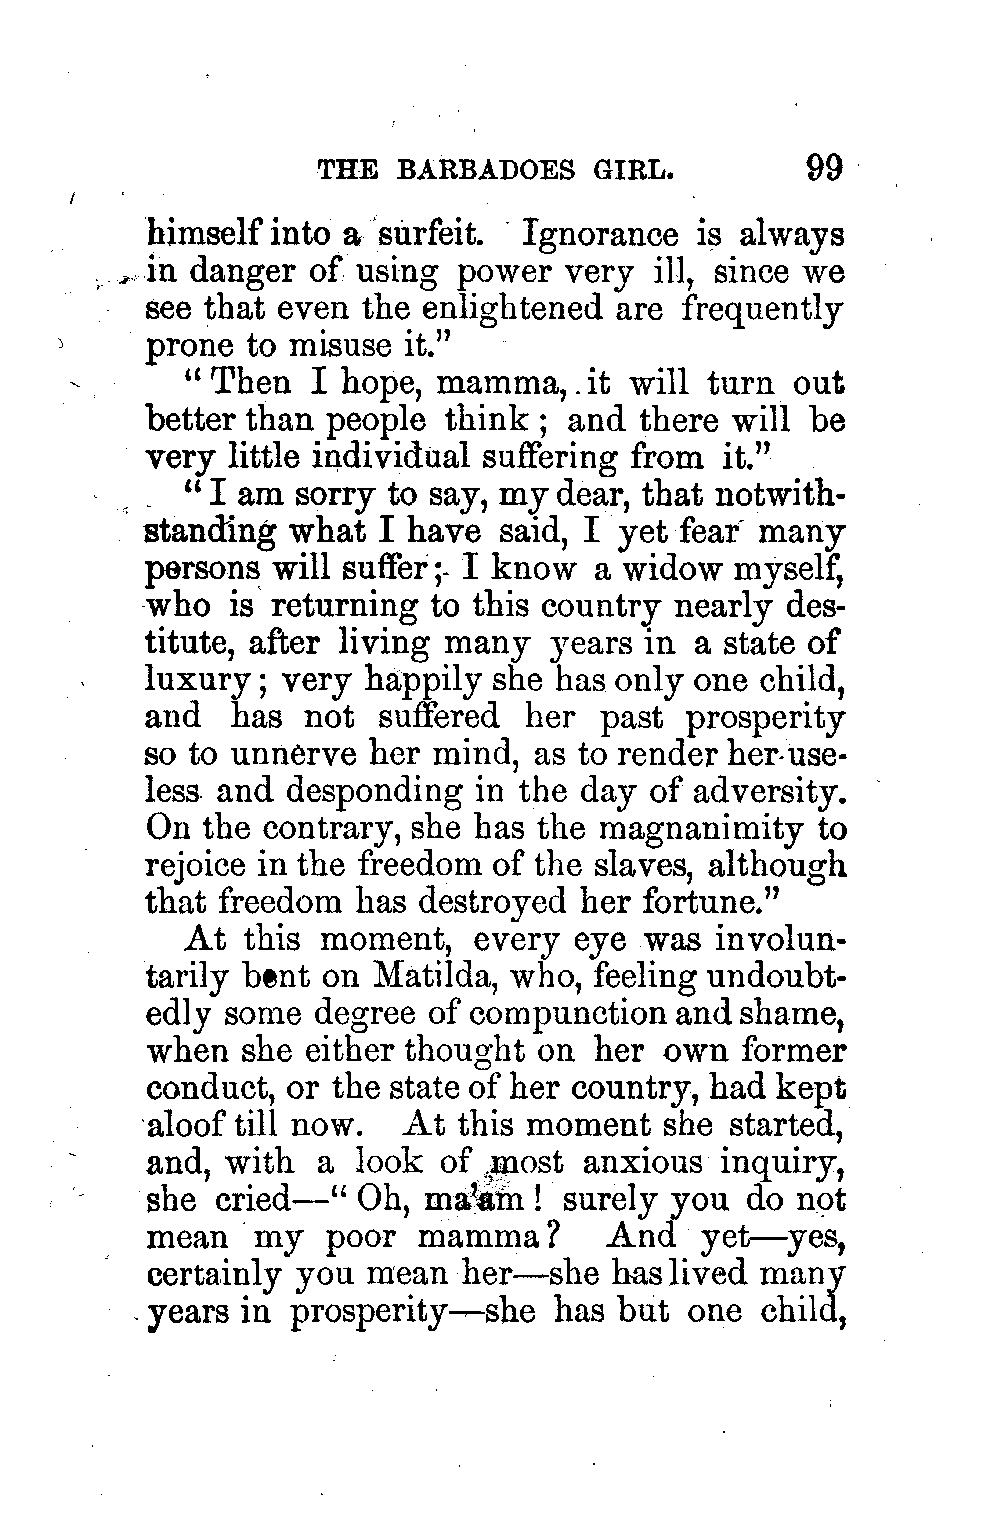 THE BARBADOES GIRL. 99
himself into a surfeit. Ignorance is always
in danger of using power very ill, since we
see that even the enlightened are frequently
prone to misuse it."
"Then I hope, mamma, it will turn out
better than people think; and there will be
very little individual suffering from it."
"I am sorry to say, my dear, that notwith-
standing what I have said, I yet fear many
persons will suffer; I know a widow myself,
who is returning to this country nearly des-
titute, after living many years in a state of
luxury; very happily she has only one child,
and has not suffered her past prosperity
so to unnerve her mind, as to render her use-
less and desponding in the day of adversity.
On the contrary, she has the magnanimity to
rejoice in the freedom of the slaves, although
that freedom has destroyed her fortune."
At this moment, every eye was involun-
tarily bent on Matilda, who, feeling undoubt-
edly some degree of compunction and shame,
when she either thought on her own former
conduct, or the state of her country, had kept
aloof till now. At this moment she started,
and, with a look of most anxious inquiry,
she cried—"Oh, ma'am! surely you do not
mean my poor mamma? And yet—yes,
certainly you mean her—she has lived many
years in prosperity—she has but one child,